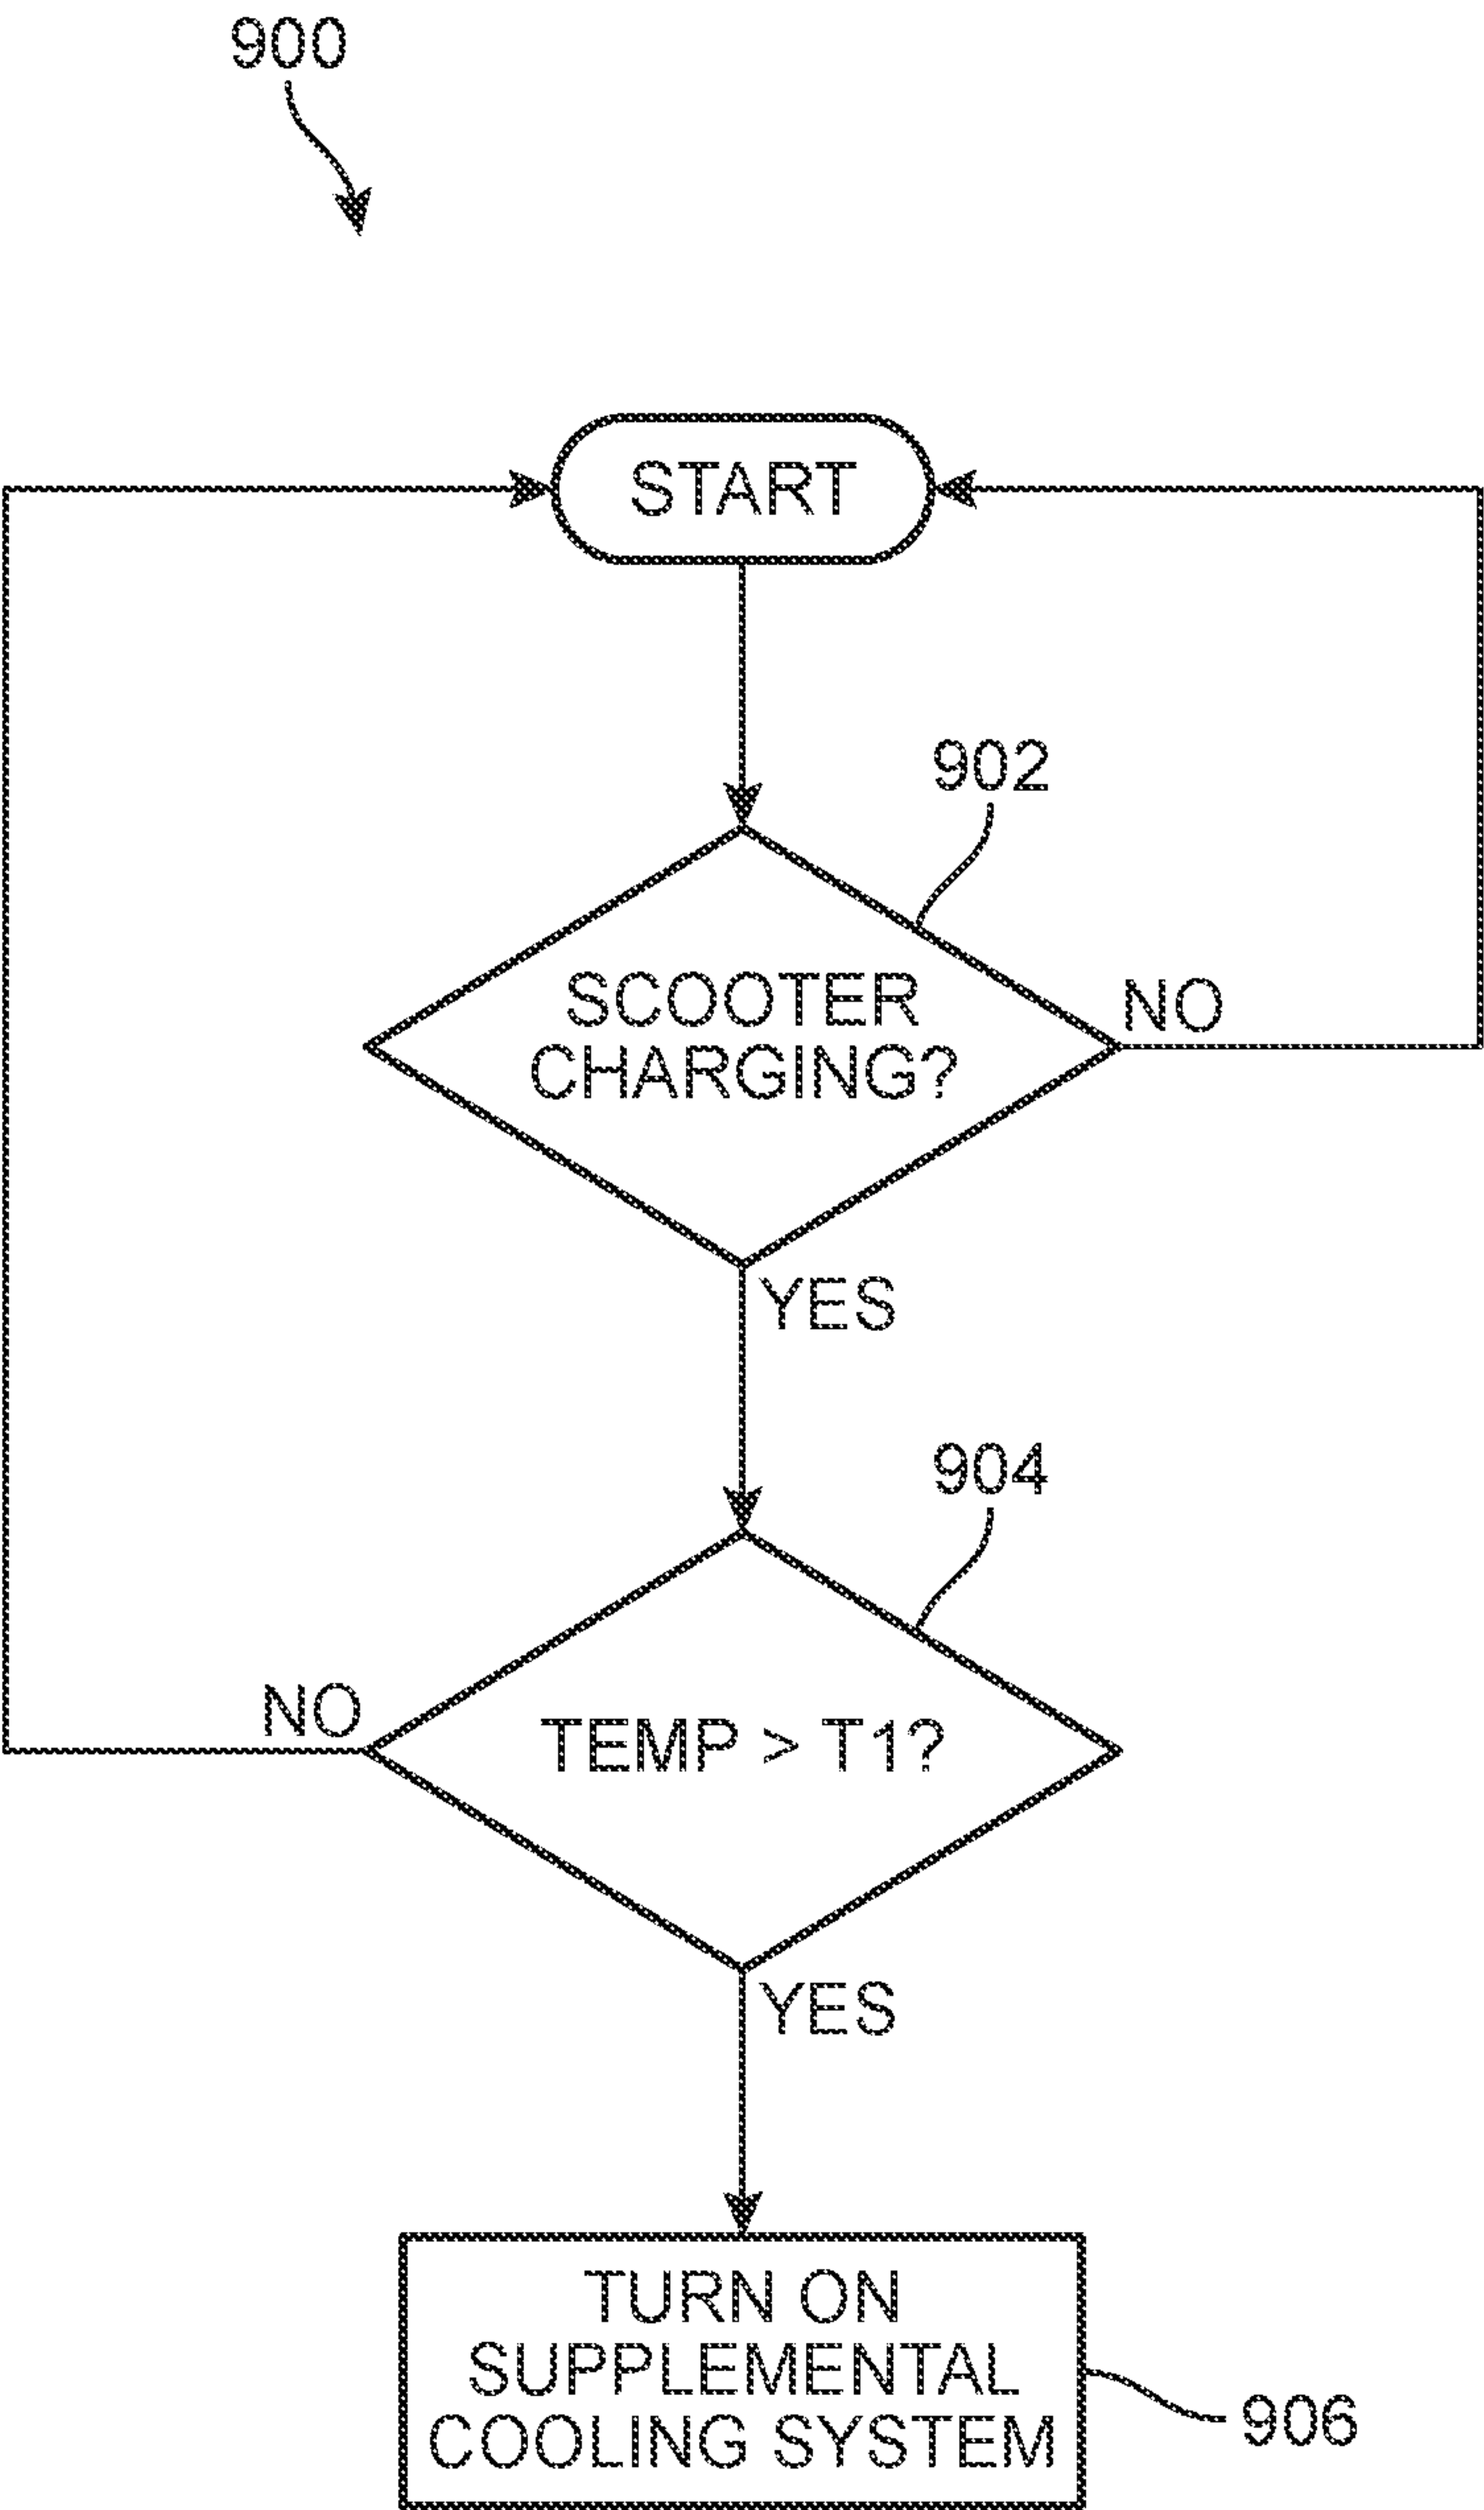 900
START
902
SCOOTER
CHARGING?
NO
YES
904
NO
TEMP > T1?
YES
TURN ON
SUPPLEMENTAL
COOLING SYSTEM
906